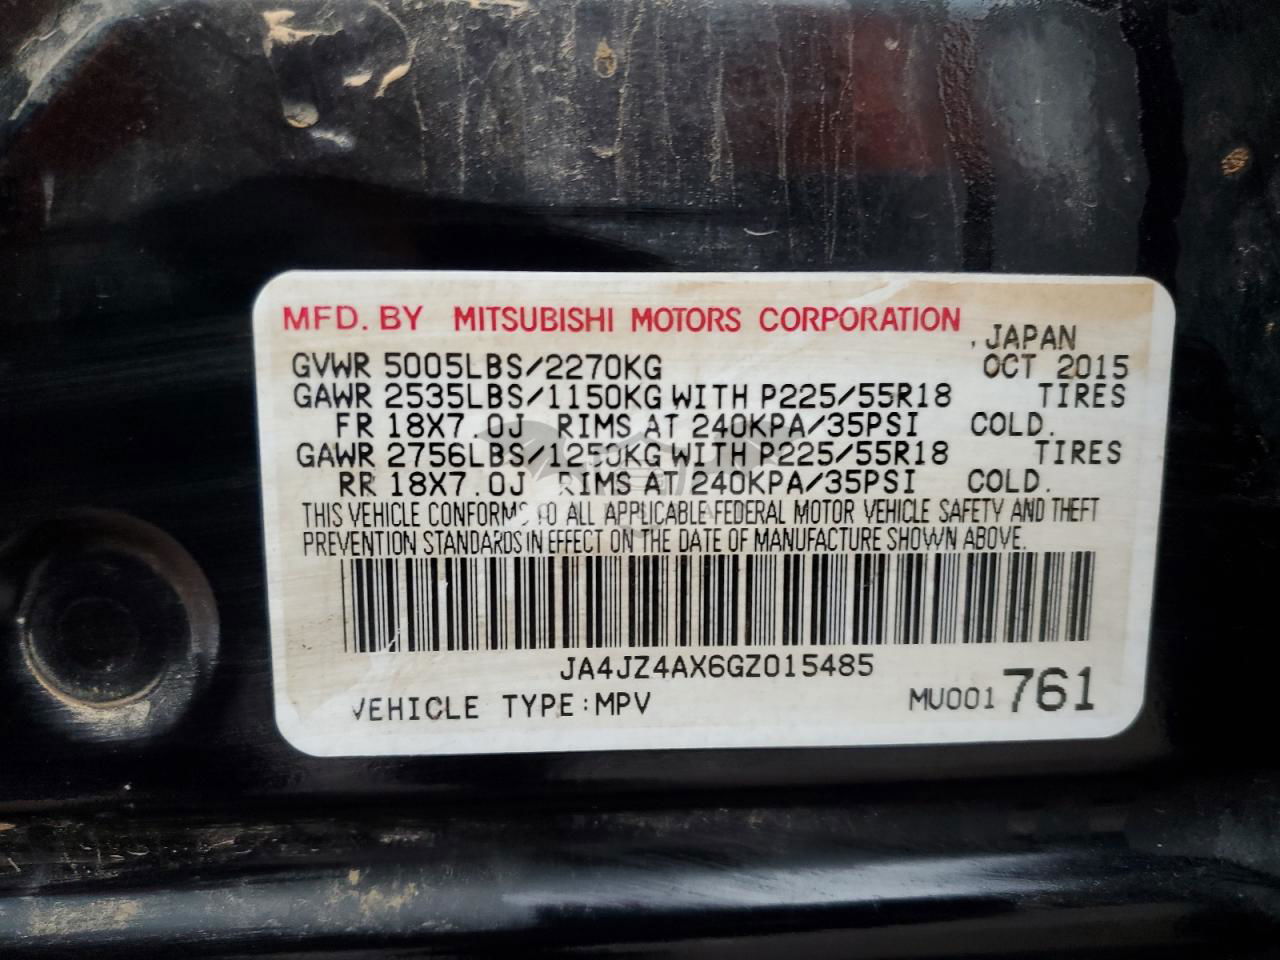 MFD. BY MITSUBISHI MOTORS CORPORATION
, JAPAN
GVWR 5005LBS/2270KG OCT 2015
GAWR 2535LBS/1150KG WITH P225/55R18 TIRES
FR 18X7.0J RIMS AT 240KPA/35PSI COLD.
GAWR 2756LBS/1250KG WITH P225/55R18 TIRES
RR 18X7.0J RIMS AT 240KPA/35PSI COLD.
THIS VEHICLE CONFORMS TO ALL APPLICABLE FEDERAL MOTOR VEHICLE SAFETY AND THEFT
PREVENTION STANDARDS IN EFFECT ON THE DATE OF MANUFACTURE SHOWN ABOVE.
JA4JZ4AX6GZ015485
VEHICLE TYPE:MPV MU001 761